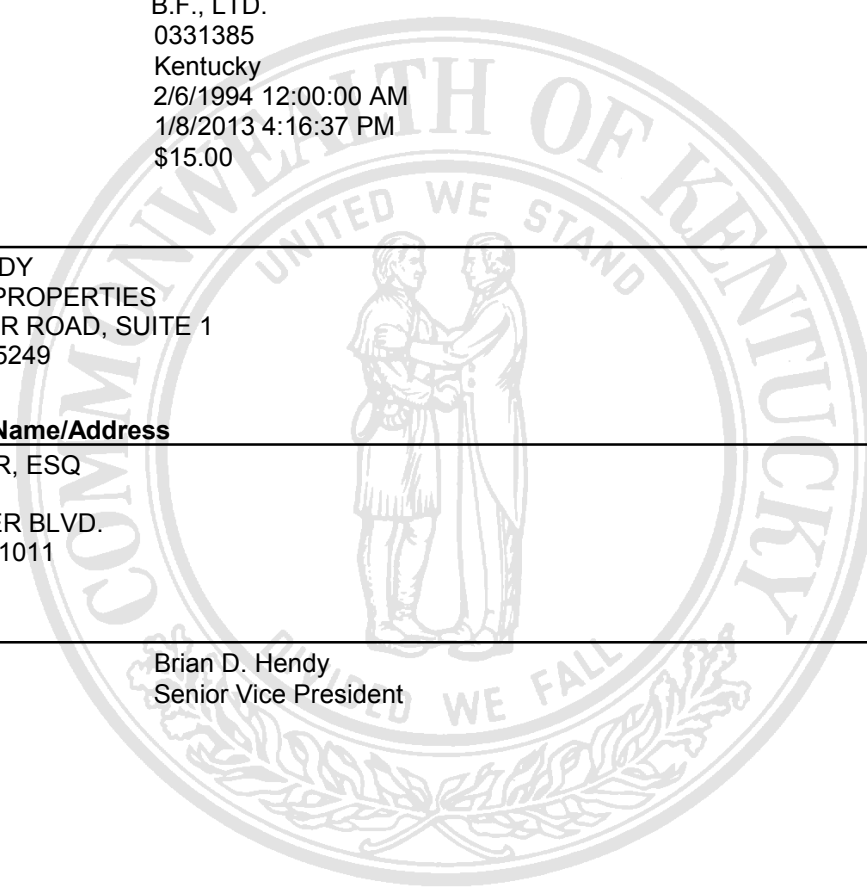 B.F., LTD.
0331385
Kentucky
2/6/1994 12:00:00 AM
1/8/2013 4:16:37 PM
$15.00
DY
PROPERTIES
R ROAD, SUITE 1
5249
Name/Address
R, ESQ
ER BLVD.
1011
Brian D. Hendy
Senior Vice President
COMMONWEALTH OF KENTUCKY
UNITED WE STAND
DIVIDED WE FALL